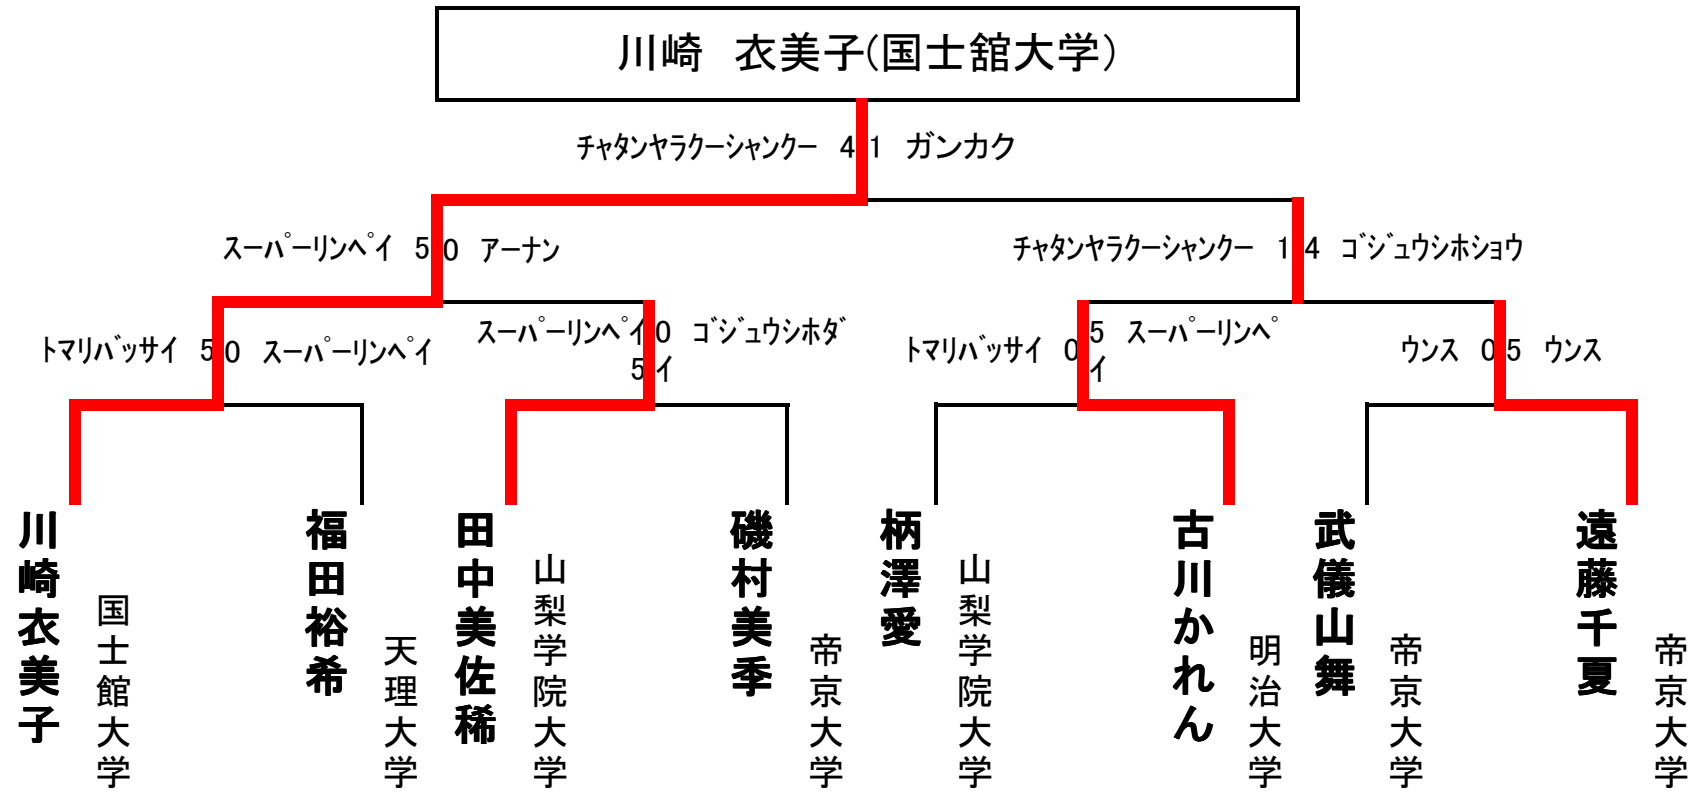 川崎　衣美子(国士舘大学)
ﾁｬﾀﾝﾔﾗｸｰｼｬﾝｸｰ 4 1 ガンカク
ｽｰﾊﾟｰﾘﾝﾍﾟｲ 5 0 ｱｰﾅﾝ
ﾁｬﾀﾝﾔﾗｸｰｼｬﾝｸｰ 1 4 ｺﾞｼﾞｭｳｼﾎｼｮｳ
ﾄﾏﾘﾊﾞｯｻｲ 5 0 ｽｰﾊﾟｰﾘﾝﾍﾟｲ
ｽｰﾊﾟｰﾘﾝﾍﾟｲ
5
0 ｺﾞｼﾞｭｳｼﾎﾀﾞ
ｲ
ﾄﾏﾘﾊﾞｯｻｲ 0
5 ｽｰﾊﾟｰﾘﾝﾍﾟ
ｲ
ｳﾝｽ 0 5 ｳﾝｽ
川崎衣美子
国士館大学
福田裕希
天理大学
田中美佐稀
山梨学院大学
磯村美季
帝京大学
柄澤愛
山梨学院大学
古川かれん
明治大学
武儀山舞
帝京大学
遠藤千夏
帝京大学